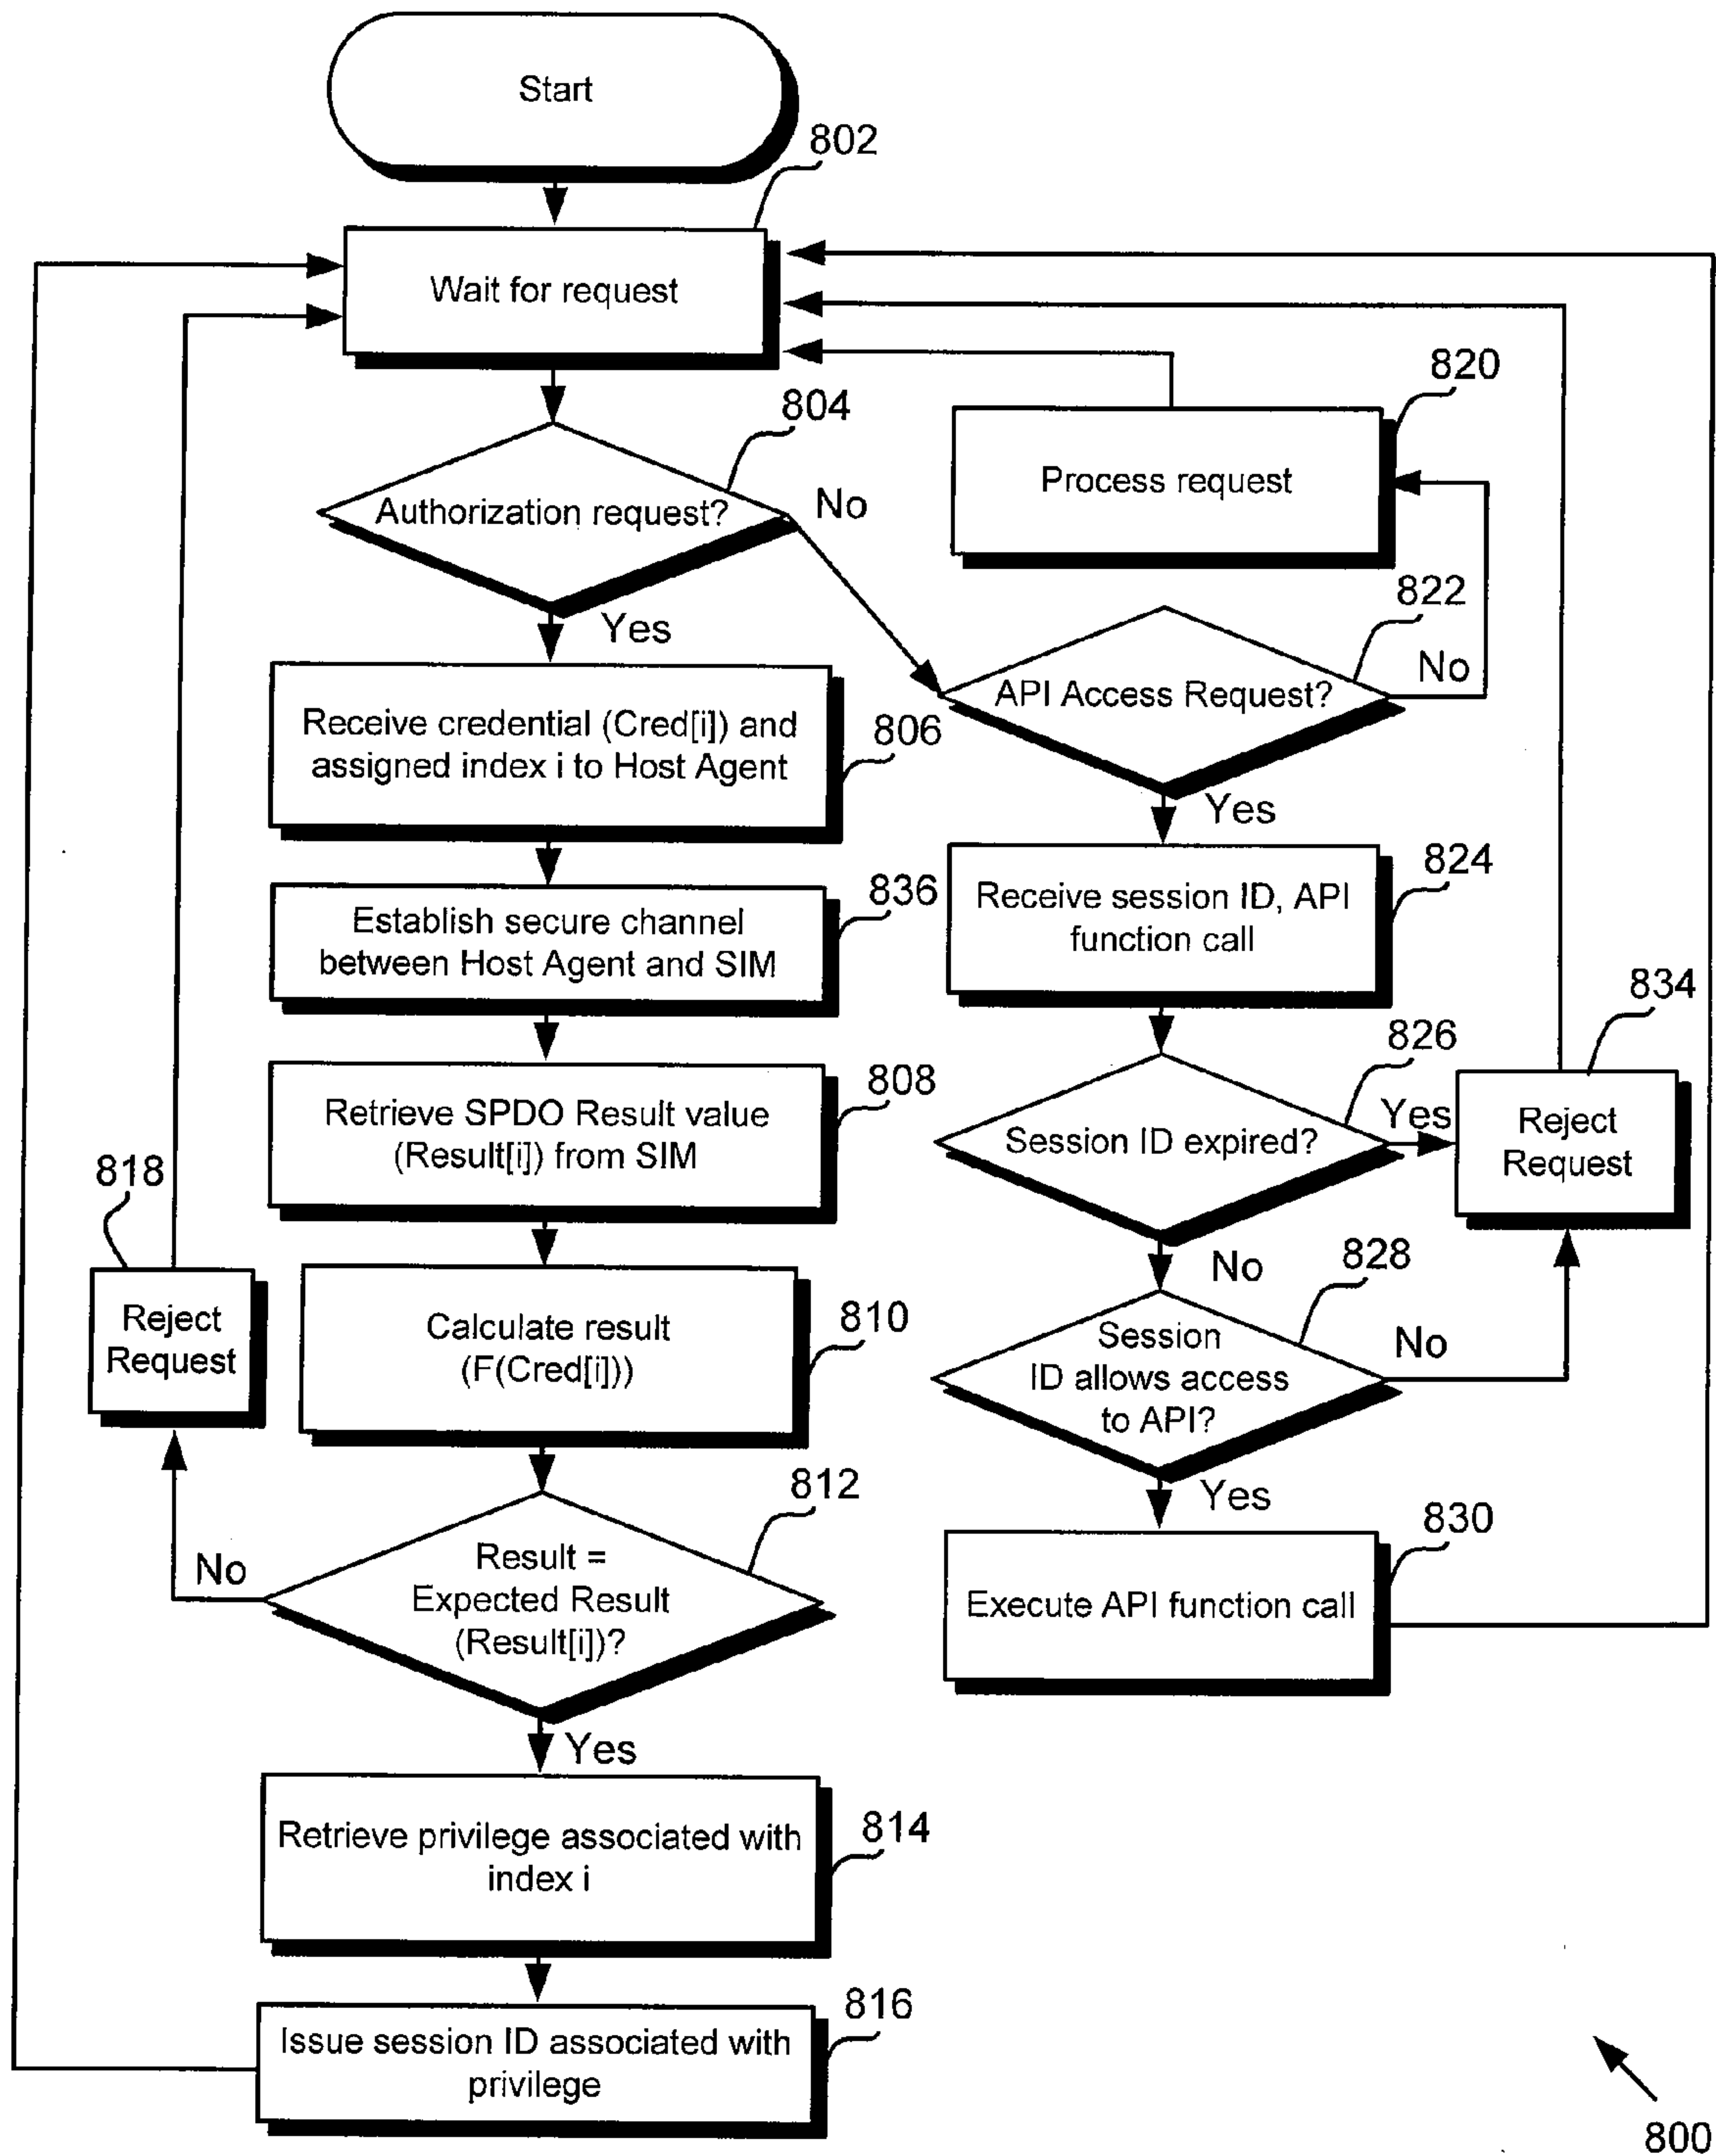 Start
802
Wait for request
804
Authorization request?
No
Yes
820
Process request
822
API Access Request?
No
Yes
Receive credential (Cred[i]) and
assigned index i to Host Agent
806
Establish secure channel
between Host Agent and SIM
836
Retrieve SPDO Result value
(Result[i]) from SIM
808
818
Reject
Request
Calculate result
(F(Cred[i]))
810
812
Result =
Expected Result
(Result[i])?
No
Yes
Retrieve privilege associated with
index i
814
Issue session ID associated with
privilege
816
Receive session ID, API
function call
824
826
Session ID expired?
Yes
No
834
Reject
Request
828
Session
ID allows access
to API?
No
Yes
830
Execute API function call
800